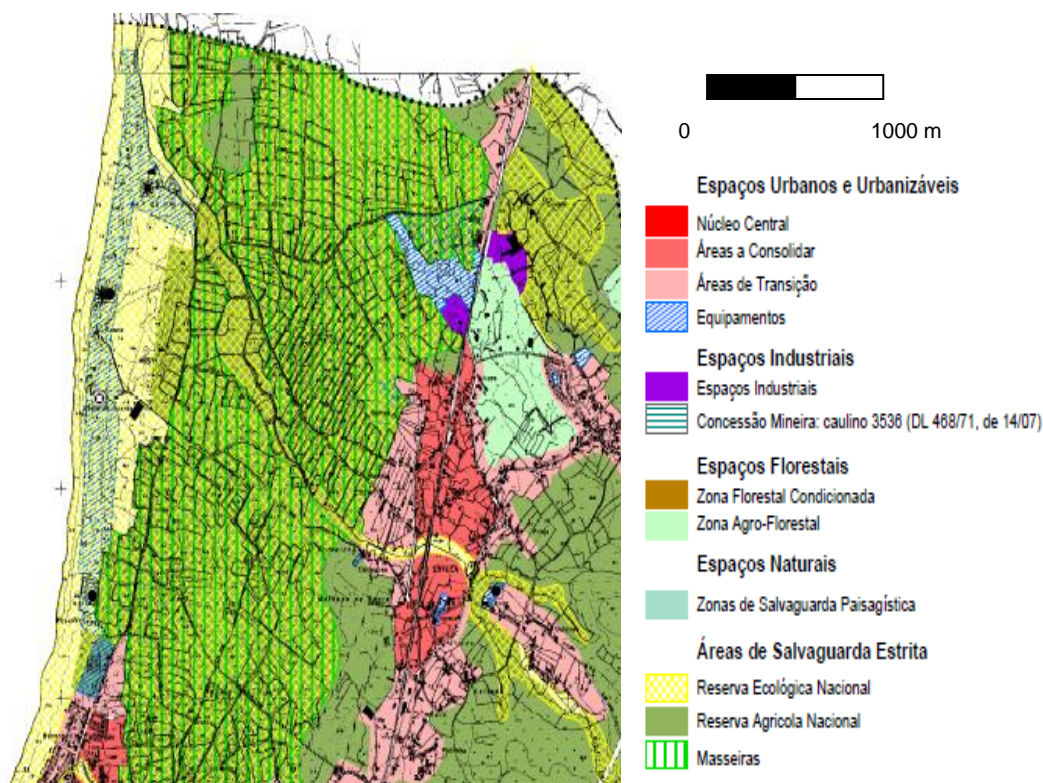 0 1000 m
Espaços Urbanos e Urbanizáveis
Núcleo Central
Áreas a Consolidar
Áreas de Transição
Equipamentos
Espaços Industriais
Espaços Industriais
Concessão Mineira: caulino 3536 (DL 468/71, de 14/07)
Espaços Florestais
Zona Florestal Condicionada
Zona Agro-Florestal
Espaços Naturais
Zonas de Salvaguarda Paisagística
Áreas de Salvaguarda Estrita
Reserva Ecológica Nacional
Reserva Agricola Nacional
Masseiras